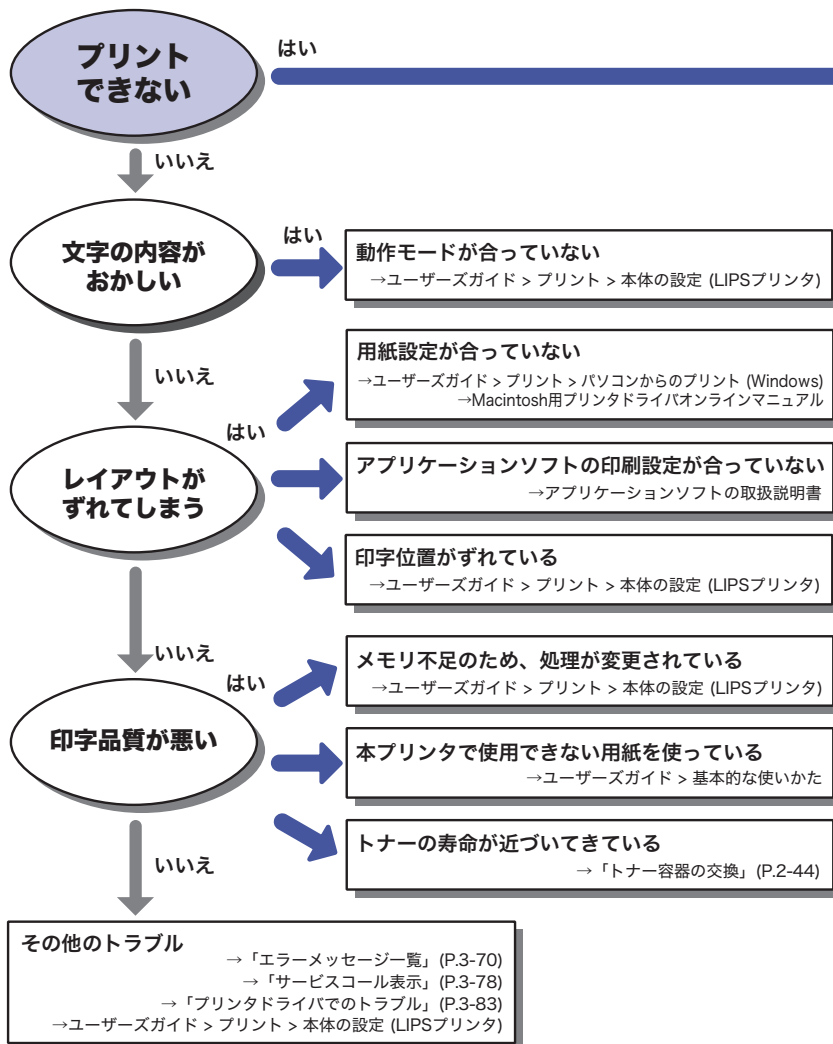 プリント
できない
はい
いいえ
文字の内容が
おかしい
はい
動作モードが合っていない
→ユーザーズガイド > プリント > 本体の設定 (LIPSプリンタ)
いいえ
レイアウトが
ずれてしまう
はい
用紙設定が合っていない
→ユーザーズガイド > プリント > パソコンからのプリント (Windows)
→Macintosh用プリンタドライバオンラインマニュアル
アプリケーションソフトの印刷設定が合っていない
→アプリケーションソフトの取扱説明書
印字位置がずれている
→ユーザーズガイド > プリント > 本体の設定 (LIPSプリンタ)
いいえ
印字品質が悪い
はい
メモリ不足のため、処理が変更されている
→ユーザーズガイド > プリント > 本体の設定 (LIPSプリンタ)
本プリンタで使用できない用紙を使っている
→ユーザーズガイド > 基本的な使いかた
トナーの寿命が近づいてきている
→「トナー容器の交換」(P.2-44)
いいえ
その他のトラブル
→「エラーメッセージ一覧」(P.3-70)
→「サービスコール表示」(P.3-78)
→「プリンタドライバでのトラブル」(P.3-83)
→ユーザーズガイド > プリント > 本体の設定 (LIPSプリンタ)